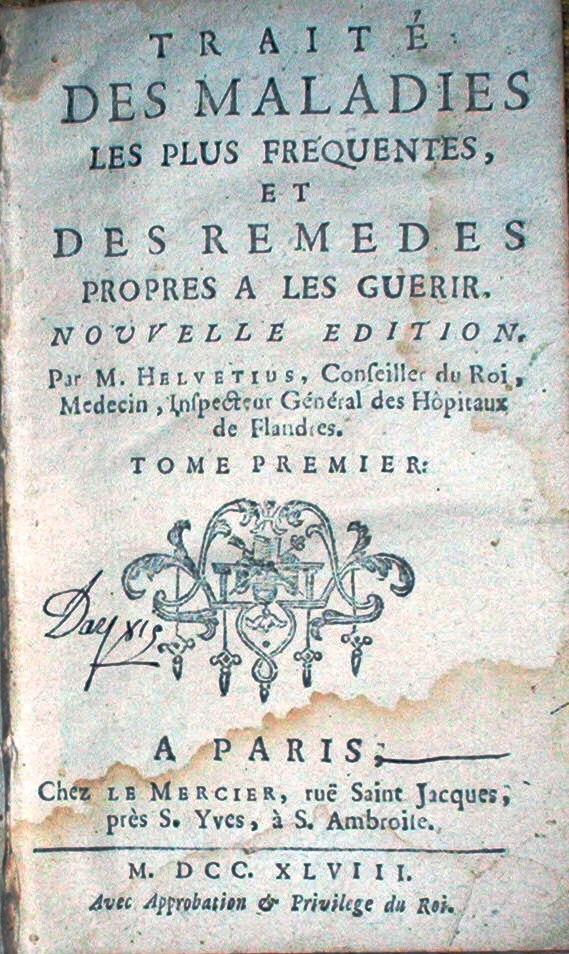 TRAITÉ
DES MALADIES
LES PLUS FREQUENTES,
ET
DES REMEDES
PROPRES A LES GUERIR.
NOUVELLE EDITION.
Par M. HELVETIUS, Conſeiller du Roi,
Medecin, Inſpecteur Général des Hôpitaux
de Flandres.
TOME PREMIER.
A PARIS,
Chez LE MERCIER, ruë Saint Jacques,
près S. Yves, à S. Ambroiſe.
M. DCC. XLVIII.
Avec Approbation & Privilege du Roi.